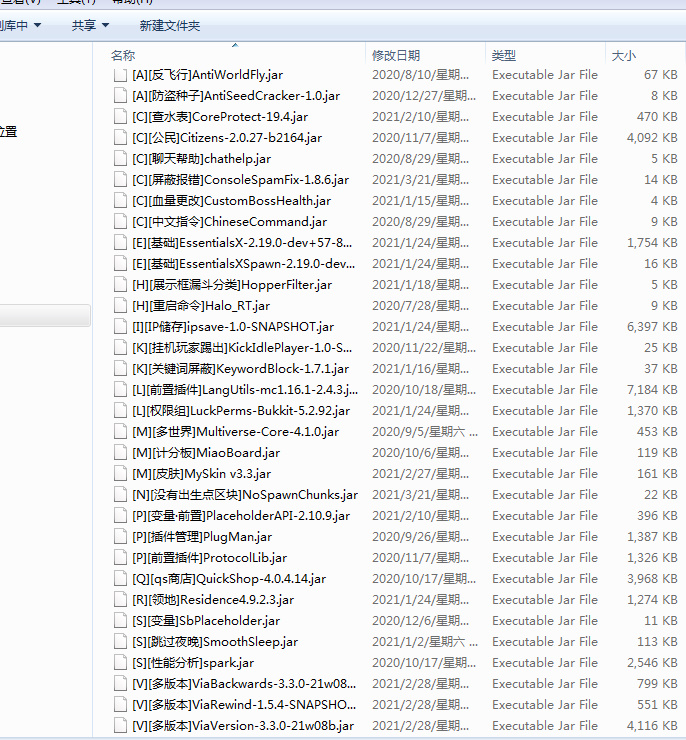 查看(V) 工具(T) 帮助(H)
到库中 共享 新建文件夹
名称 修改日期 类型 大小
[A][反飞行]AntiWorldFly.jar 2020/8/10/星期... Executable Jar File 67 KB
[A][防盗种子]AntiSeedCracker-1.0.jar 2020/12/27/星期... Executable Jar File 8 KB
[C][查水表]CoreProtect-19.4.jar 2021/2/10/星期... Executable Jar File 470 KB
位置
[C][公民]Citizens-2.0.27-b2164.jar 2020/11/7/星期... Executable Jar File 4,092 KB
[C][聊天帮助]chathelp.jar 2020/8/29/星期... Executable Jar File 5 KB
[C][屏蔽报错]ConsoleSpamFix-1.8.6.jar 2021/3/21/星期... Executable Jar File 14 KB
[C][血量更改]CustomBossHealth.jar 2021/1/15/星期... Executable Jar File 4 KB
[C][中文指令]ChineseCommand.jar 2020/8/29/星期... Executable Jar File 9 KB
[E][基础]EssentialsX-2.19.0-dev+57-8... 2021/1/24/星期... Executable Jar File 1,754 KB
[E][基础]EssentialsXSpawn-2.19.0-dev... 2021/1/24/星期... Executable Jar File 16 KB
[H][展示框漏斗分类]HopperFilter.jar 2021/1/18/星期... Executable Jar File 5 KB
[H][重启命令]Halo_RT.jar 2020/7/28/星期... Executable Jar File 9 KB
[I][IP储存]ipsave-1.0-SNAPSHOT.jar 2021/1/24/星期... Executable Jar File 6,397 KB
[K][挂机玩家踢出]KickIdlePlayer-1.0-S... 2020/11/22/星期... Executable Jar File 25 KB
[K][关键词屏蔽]KeywordBlock-1.7.1.jar 2021/1/16/星期... Executable Jar File 37 KB
[L][前置插件]LangUtils-mc1.16.1-2.4.3.j... 2020/10/18/星期... Executable Jar File 7,184 KB
[L][权限组]LuckPerms-Bukkit-5.2.92.jar 2021/1/24/星期... Executable Jar File 1,370 KB
[M][多世界]Multiverse-Core-4.1.0.jar 2020/9/5/星期六 ... Executable Jar File 453 KB
[M][计分板]MiaoBoard.jar 2020/10/6/星期... Executable Jar File 119 KB
[M][皮肤]MySkin v3.3.jar 2021/2/27/星期... Executable Jar File 161 KB
[N][没有出生点区块]NoSpawnChunks.jar 2021/3/21/星期... Executable Jar File 22 KB
[P][变量·前置]PlaceholderAPI-2.10.9.jar 2021/2/10/星期... Executable Jar File 396 KB
[P][插件管理]PlugMan.jar 2020/9/26/星期... Executable Jar File 1,387 KB
[P][前置插件]ProtocolLib.jar 2020/11/7/星期... Executable Jar File 1,326 KB
[Q][qs商店]QuickShop-4.0.4.14.jar 2020/10/17/星期... Executable Jar File 3,968 KB
[R][领地]Residence4.9.2.3.jar 2021/1/24/星期... Executable Jar File 1,274 KB
[S][变量]SbPlaceholder.jar 2020/12/6/星期... Executable Jar File 11 KB
[S][跳过夜晚]SmoothSleep.jar 2021/1/2/星期六 ... Executable Jar File 113 KB
[S][性能分析]spark.jar 2020/10/17/星期... Executable Jar File 2,546 KB
[V][多版本]ViaBackwards-3.3.0-21w08... 2021/2/28/星期... Executable Jar File 799 KB
[V][多版本]ViaRewind-1.5.4-SNAPSHO... 2021/2/28/星期... Executable Jar File 551 KB
[V][多版本]ViaVersion-3.3.0-21w08b.jar 2021/2/28/星期... Executable Jar File 4,116 KB